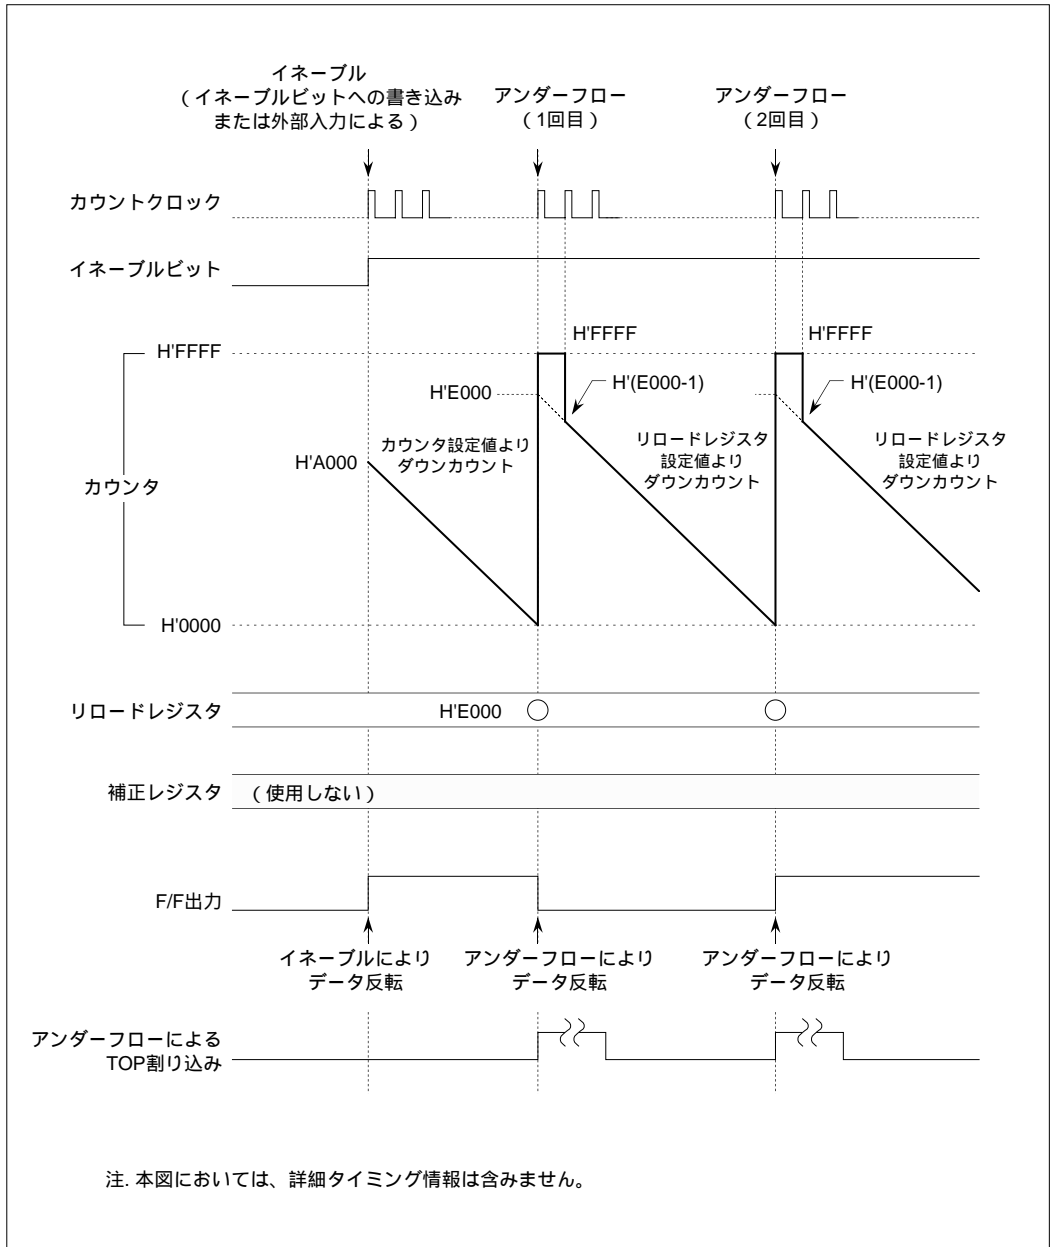 イネーブル
（イネーブルビットへの書き込み
または外部入力による）
アンダーフロー
（1回目）
アンダーフロー
（2回目）
カウントクロック
イネーブルビット
H'FFFF
H'FFFF
H'FFFF
H'E000
H'(E000-1)
H'(E000-1)
カウンタ設定値より
ダウンカウント
リロードレジスタ
設定値より
ダウンカウント
リロードレジスタ
設定値より
ダウンカウント
H'A000
カウンタ
H'0000
リロードレジスタ
H'E000
補正レジスタ
（使用しない）
F/F出力
イネーブルにより
データ反転
アンダーフローにより
データ反転
アンダーフローにより
データ反転
アンダーフローによる
TOP割り込み
注. 本図においては、詳細タイミング情報は含みません。